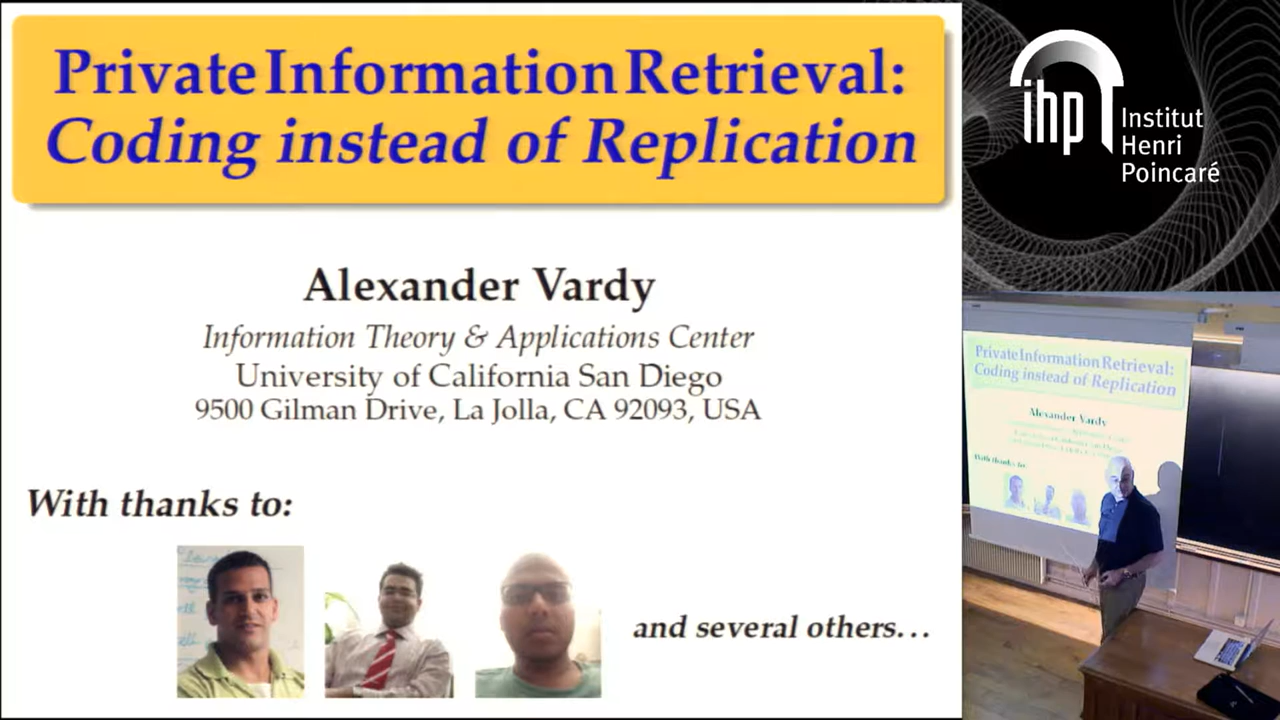 Private Information Retrieval:
Coding instead of Replication
Alexander Vardy
Information Theory & Applications Center
University of California San Diego
9500 Gilman Drive, La Jolla, CA 92093, USA
With thanks to:
and several others...
ihp Institut
Henri
Poincaré
Private Information Retrieval:
Coding instead of Replication
Alexander Vardy
With thanks to: